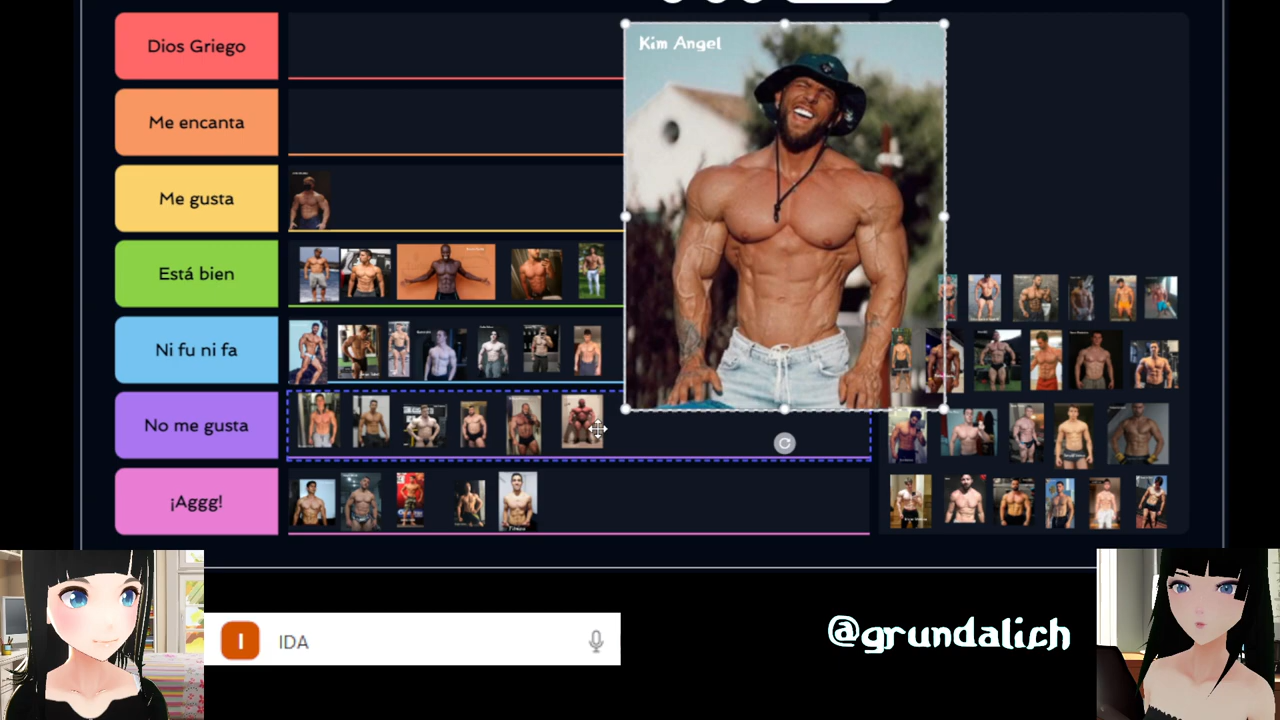 Dios Griego
Kim Angel
Me encanta
Me gusta
Está bien
Ni fu ni fa
No me gusta
¡Aggg!
Fitness
I
IDA
@grundalich